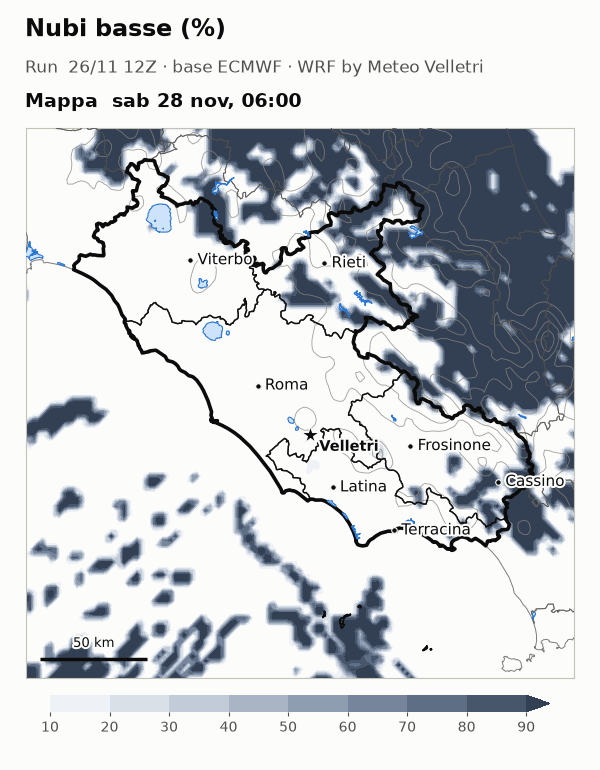 Nubi basse (%)
Run  26/11 12Z · base ECMWF · WRF by Meteo Velletri
Mappa  sab 28 nov, 06:00
Viterbo
Rieti
Roma
Velletri
Frosinone
Cassino
Latina
Terracina
50 km
10 20 30 40 50 60 70 80 90